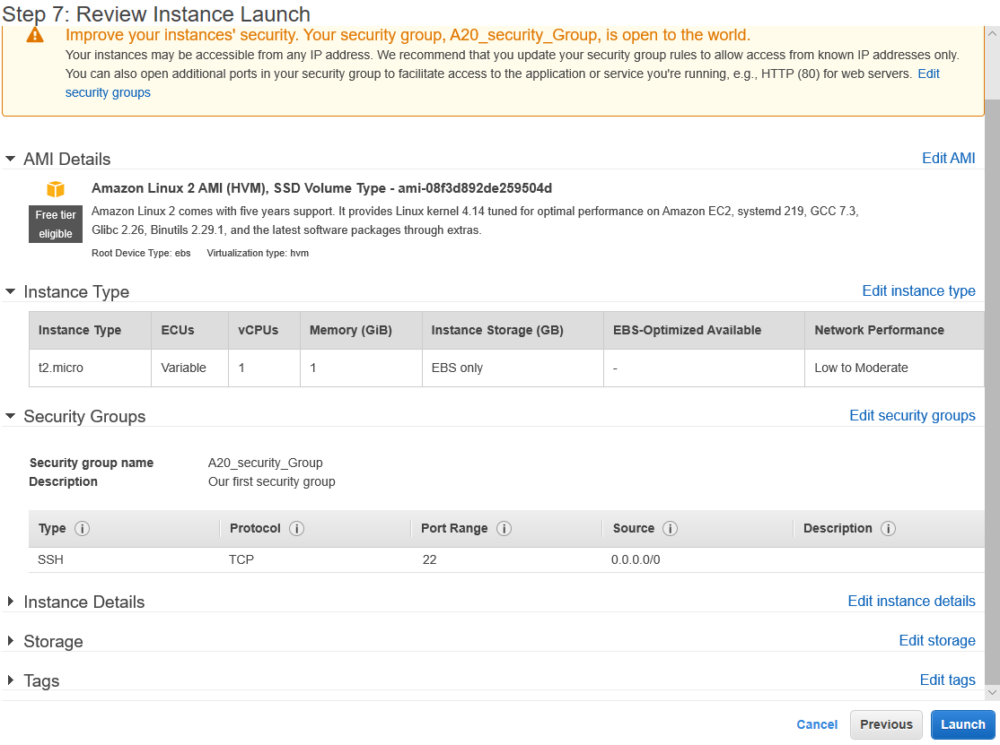 Step 7: Review Instance Launch
Improve your instances' security. Your security group, A20_security_Group, is open to the world.
Your instances may be accessible from any IP address. We recommend that you update your security group rules to allow access from known IP addresses only.
You can also open additional ports in your security group to facilitate access to the application or service you're running, e.g., HTTP (80) for web servers. Edit
security groups
AMI Details Edit AMI
Amazon Linux 2 AMI (HVM), SSD Volume Type - ami-08f3d892de259504d
Free tier
eligible
Amazon Linux 2 comes with five years support. It provides Linux kernel 4.14 tuned for optimal performance on Amazon EC2, systemd 219, GCC 7.3,
Glibc 2.26, Binutils 2.29.1, and the latest software packages through extras.
Root Device Type: ebs Virtualization type: hvm
Instance Type Edit instance type
Instance Type ECUs vCPUs Memory (GiB) Instance Storage (GB) EBS-Optimized Available Network Performance
t2.micro Variable 1 1 EBS only - Low to Moderate
Security Groups Edit security groups
Security group name A20_security_Group
Description Our first security group
Type i Protocol i Port Range i Source i Description i
SSH TCP 22 0.0.0.0/0
Instance Details Edit instance details
Storage Edit storage
Tags Edit tags
Cancel Previous Launch